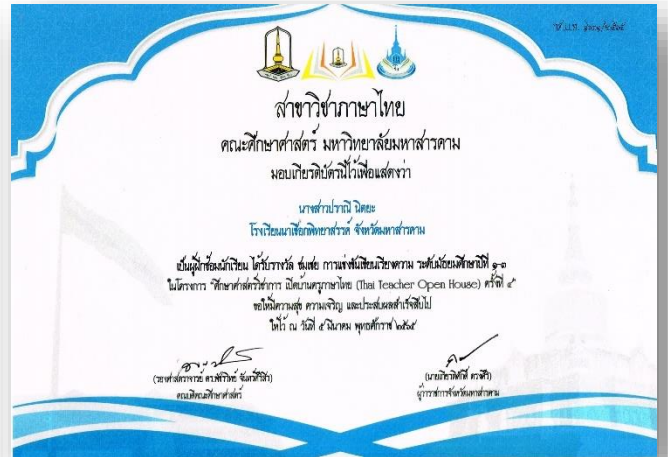 สาขาวิชาภาษาไทย
คณะศึกษาศาสตร์ มหาวิทยาลัยมหาสารคาม
มอบเกียรติบัตรนี้ไว้เพื่อแสดงว่า
นางสาวปราณี นิตยะ
โรงเรียนนาเชือกพิทยาสรรค์ จังหวัดมหาสารคาม
เป็นผู้ฝึกซ้อมนักเรียน ได้รับรางวัล ชมเชย การแข่งขันเขียนเรียงความ ระดับมัธยมศึกษาปีที่ ๑-๓
ในโครงการ "ศึกษาศาสตร์วิชาการ เปิดบ้านครูภาษาไทย (Thai Teacher Open House) ครั้งที่ ๔"
ขอให้มีความสุข ความเจริญ และประสบผลสำเร็จสืบไป
ให้ไว้ ณ วันที่ ๕ มีนาคม พุทธศักราช ๒๕๖๕
คณบดีคณะศึกษาศาสตร์
ผู้ว่าราชการจังหวัดมหาสารคาม